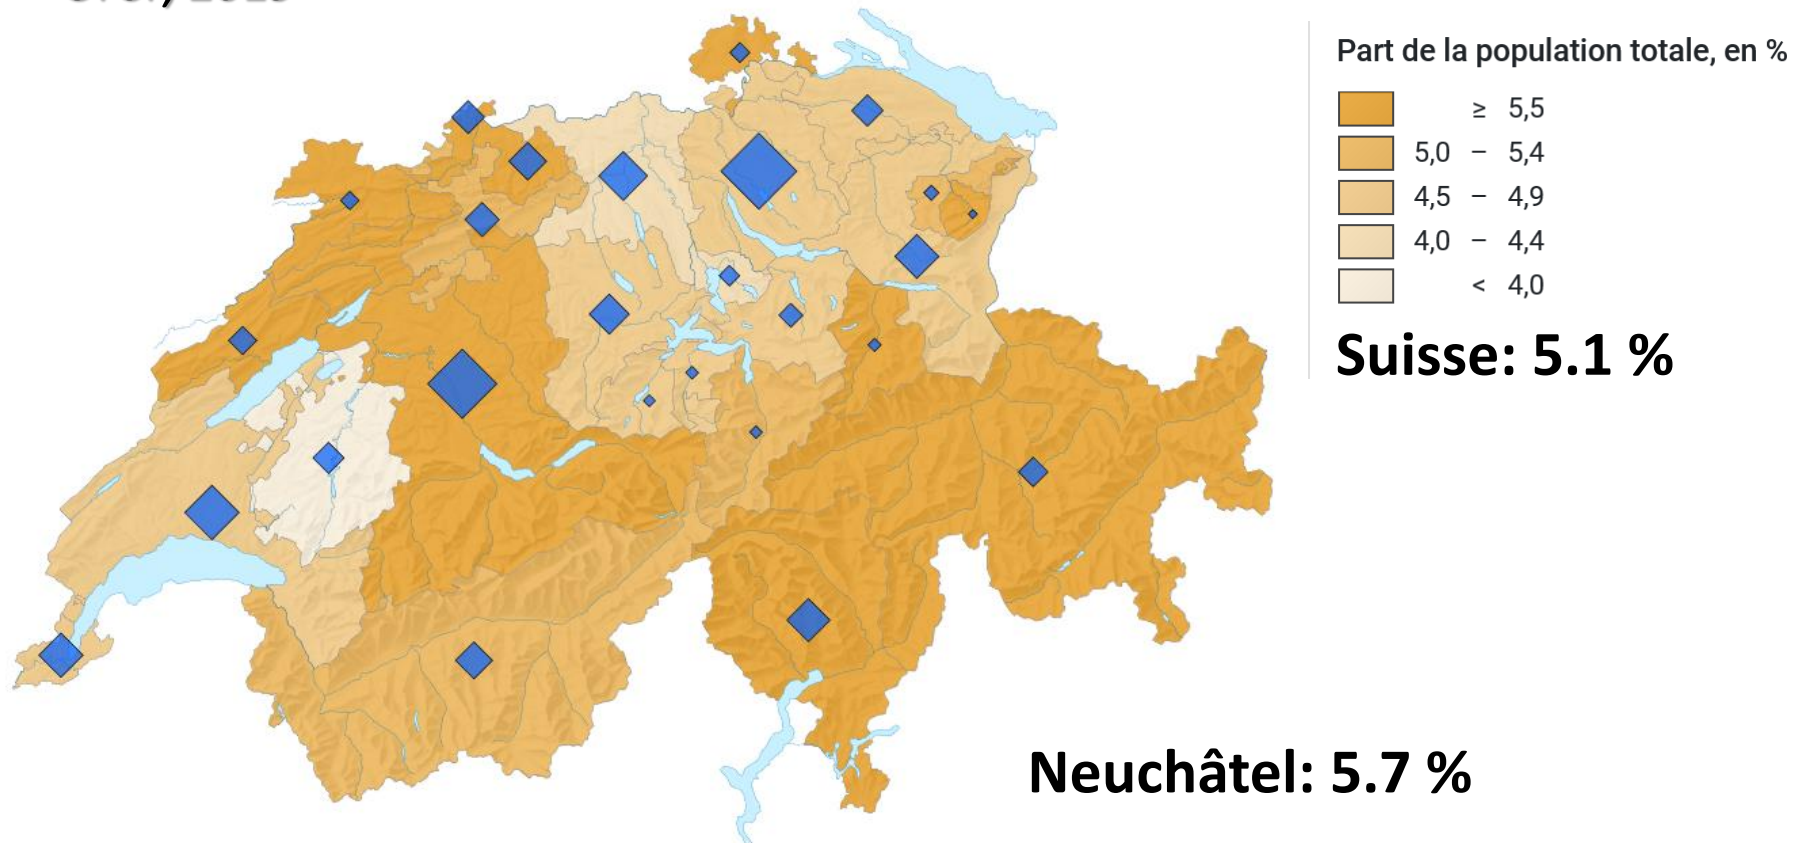 Part de la population totale, en %
≥ 5,5
5,0 – 5,4
4,5 – 4,9
4,0 – 4,4
< 4,0
Suisse: 5.1 %
Neuchâtel: 5.7 %